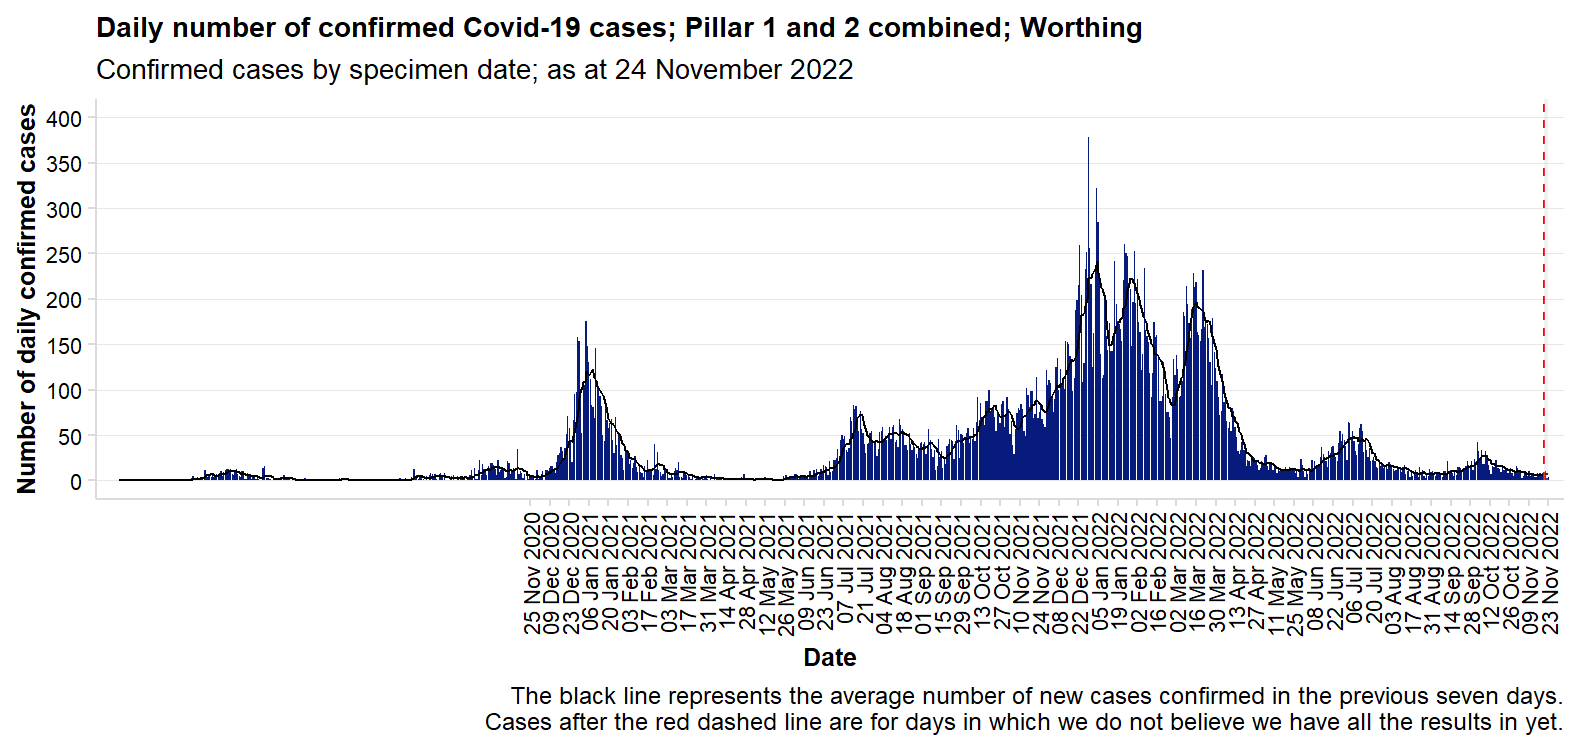 Daily number of confirmed Covid-19 cases; Pillar 1 and 2 combined; Worthing
Confirmed cases by specimen date; as at 24 November 2022
Number of daily confirmed cases
400
350
300
250
200
150
100
50
0
25 Nov 2020
09 Dec 2020
23 Dec 2020
06 Jan 2021
20 Jan 2021
03 Feb 2021
17 Feb 2021
03 Mar 2021
17 Mar 2021
31 Mar 2021
14 Apr 2021
28 Apr 2021
12 May 2021
26 May 2021
09 Jun 2021
23 Jun 2021
07 Jul 2021
21 Jul 2021
04 Aug 2021
18 Aug 2021
01 Sep 2021
15 Sep 2021
29 Sep 2021
13 Oct 2021
27 Oct 2021
10 Nov 2021
24 Nov 2021
08 Dec 2021
22 Dec 2021
05 Jan 2022
19 Jan 2022
02 Feb 2022
16 Feb 2022
02 Mar 2022
16 Mar 2022
30 Mar 2022
13 Apr 2022
27 Apr 2022
11 May 2022
25 May 2022
08 Jun 2022
22 Jun 2022
06 Jul 2022
20 Jul 2022
03 Aug 2022
17 Aug 2022
31 Aug 2022
14 Sep 2022
28 Sep 2022
12 Oct 2022
26 Oct 2022
09 Nov 2022
23 Nov 2022
Date
The black line represents the average number of new cases confirmed in the previous seven days.
Cases after the red dashed line are for days in which we do not believe we have all the results in yet.